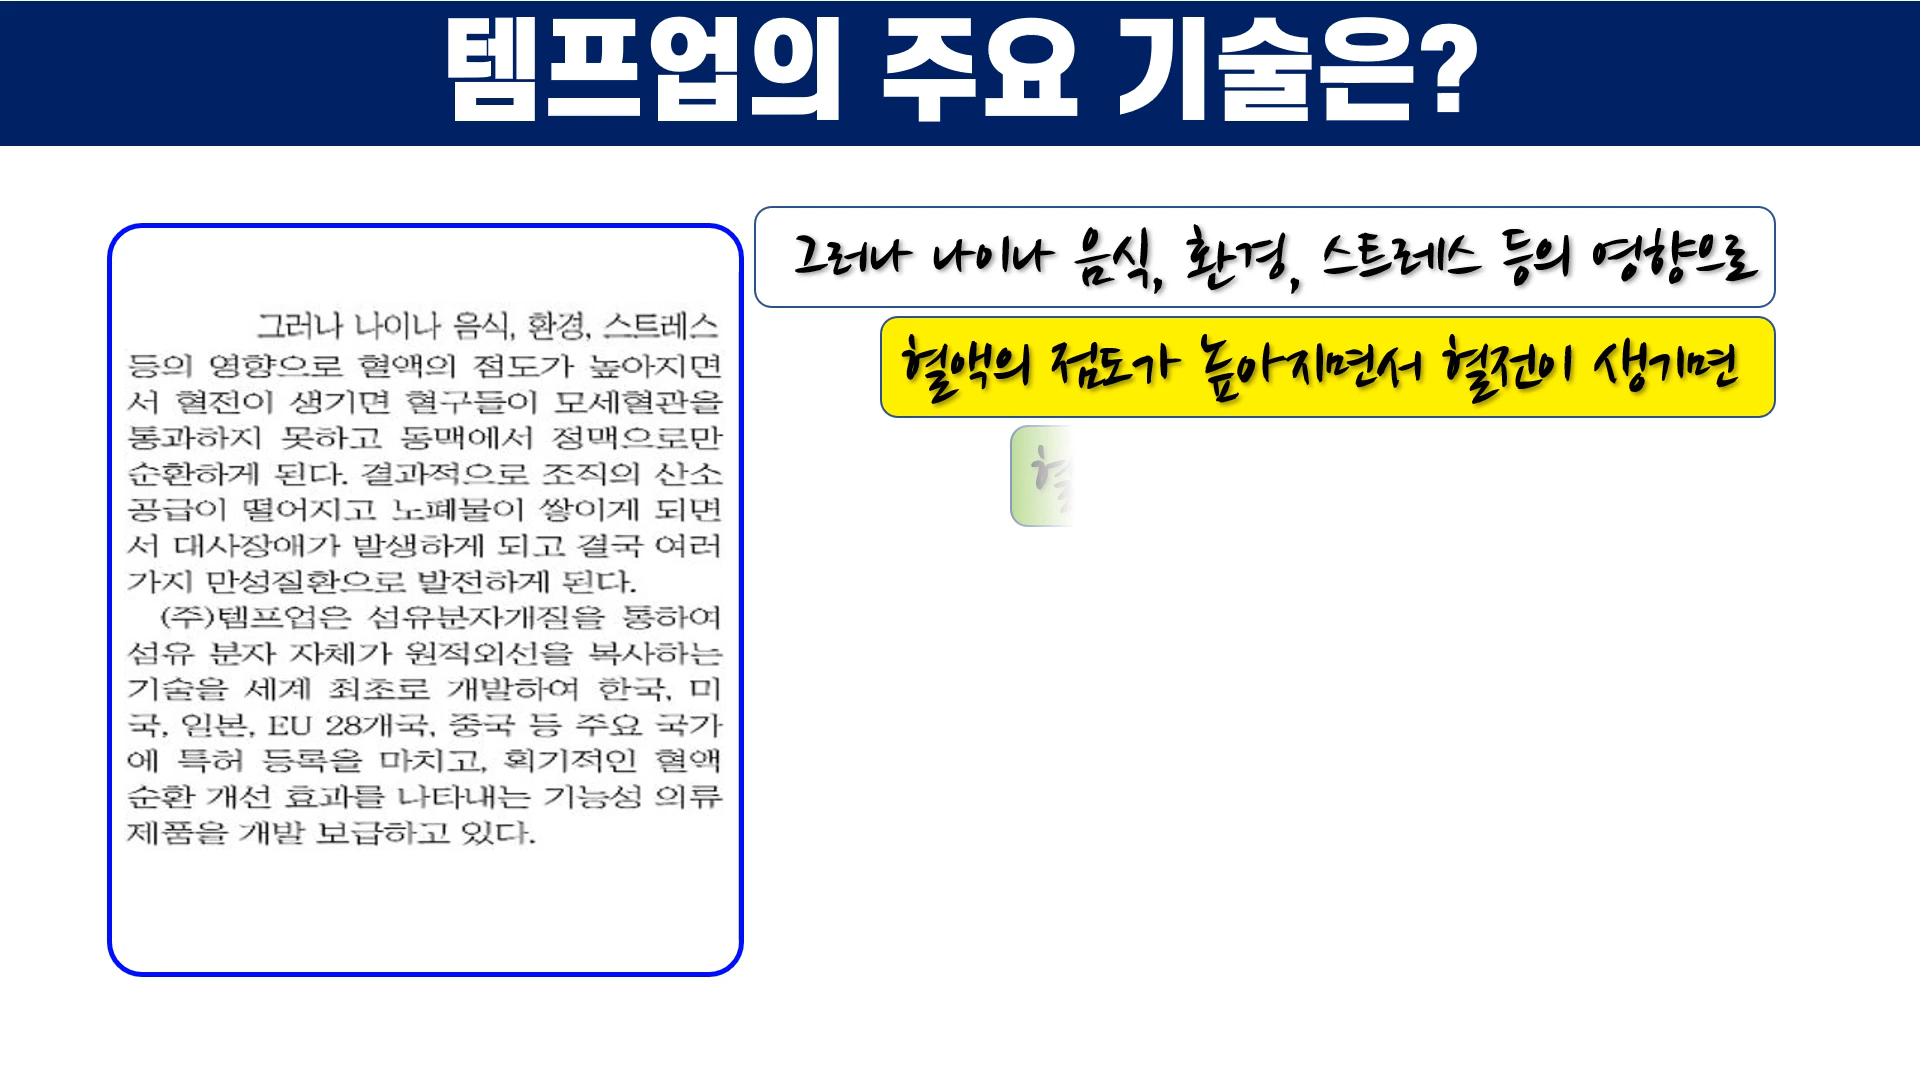 템프업의 주요 기술은?
그러나 나이나 음식, 환경, 스트레스
등의 영향으로 혈액의 점도가 높아지면
서 혈전이 생기면 혈구들이 모세혈관을
통과하지 못하고 동맥에서 정맥으로만
순환하게 된다. 결과적으로 조직의 산소
공급이 떨어지고 노폐물이 쌓이게 되면
서 대사장애가 발생하게 되고 결국 여러
가지 만성질환으로 발전하게 된다.
(주)템프업은 섬유분자개질을 통하여
섬유 분자 자체가 원적외선을 복사하는
기술을 세계 최초로 개발하여 한국, 미
국, 일본, EU 28개국, 중국 등 주요 국가
에 특허 등록을 마치고, 획기적인 혈액
순환 개선 효과를 나타내는 기능성 의류
제품을 개발 보급하고 있다.
그러나 나이나 음식, 환경, 스트레스 등의 영향으로
혈액의 점도가 높아지면서 혈전이 생기면